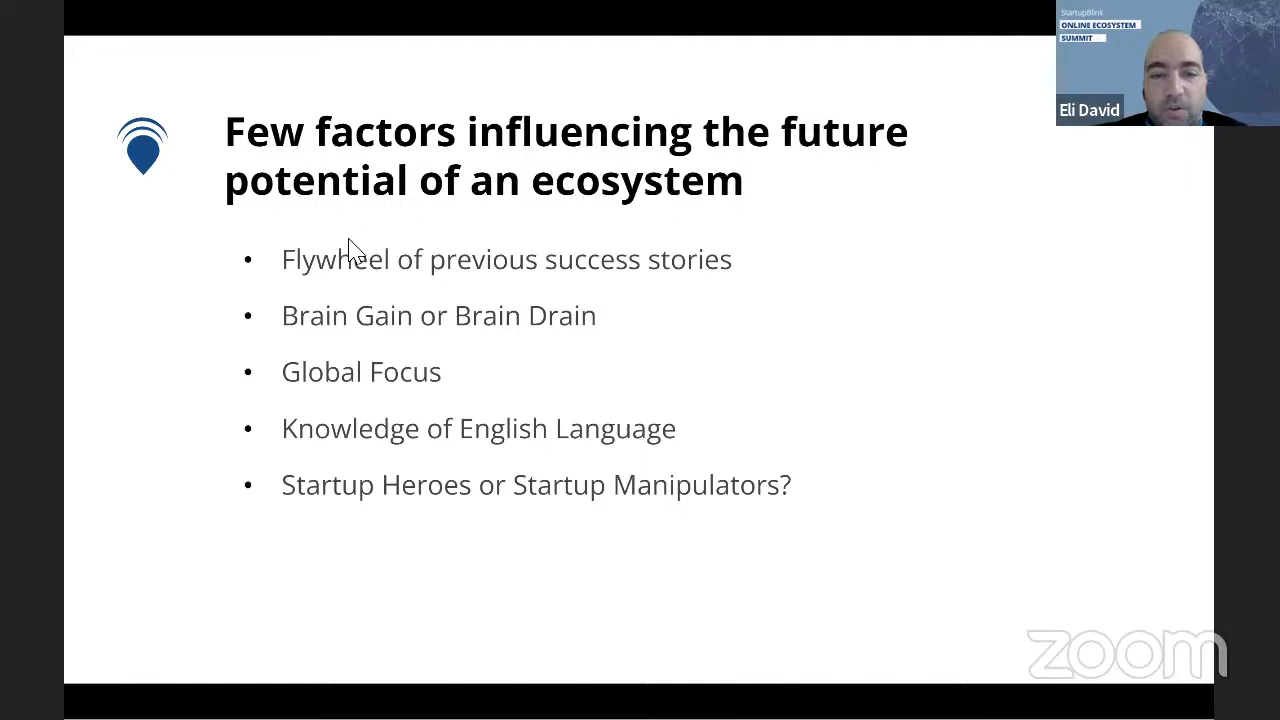 StartupBlink
ONLINE ECOSYSTEM
SUMMIT
Eli David
Few factors influencing the future
potential of an ecosystem
• Flywheel of previous success stories
• Brain Gain or Brain Drain
• Global Focus
• Knowledge of English Language
• Startup Heroes or Startup Manipulators?
zoom